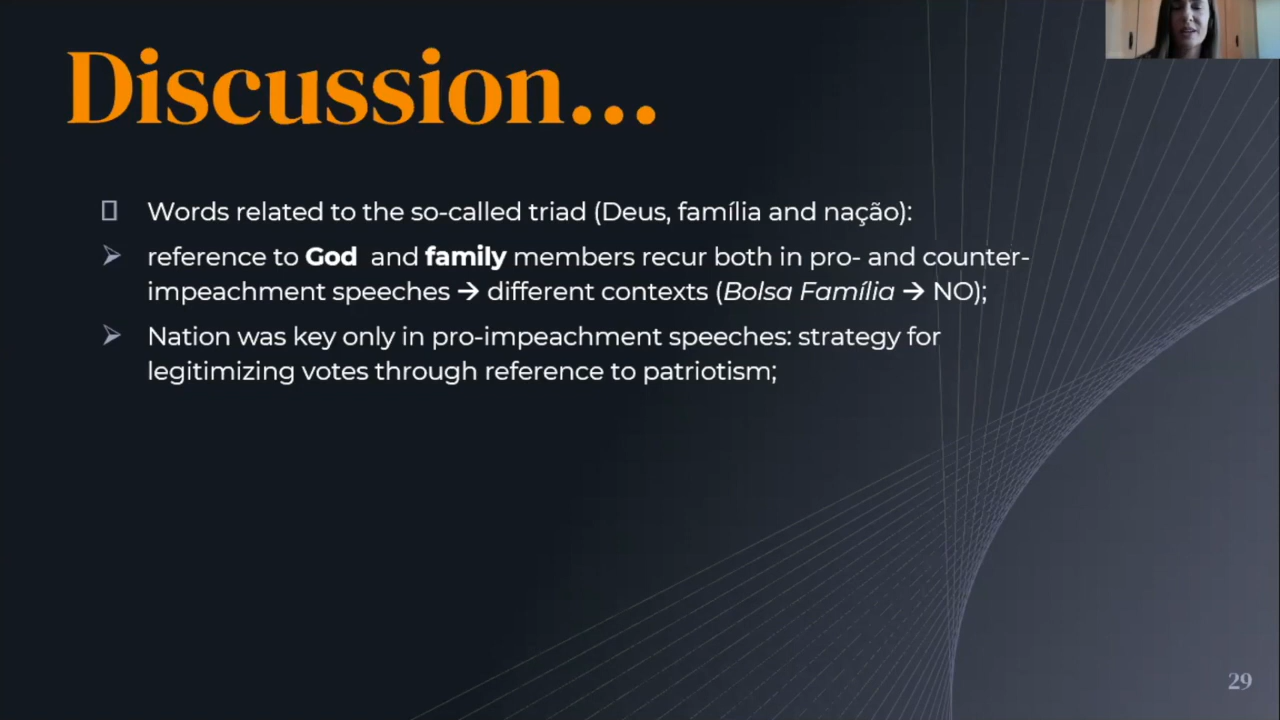 Discussion...
Words related to the so-called triad (Deus, família and nação):
reference to God and family members recur both in pro- and counter-
impeachment speeches → different contexts (Bolsa Família → NO);
Nation was key only in pro-impeachment speeches: strategy for
legitimizing votes through reference to patriotism;
29